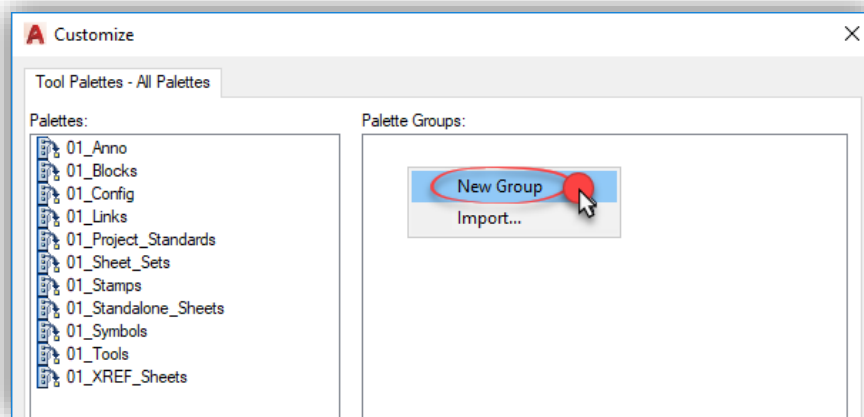 Customize
Tool Palettes - All Palettes
Palettes:
01_Anno
01_Blocks
01_Config
01_Links
01_Project_Standards
01_Sheet_Sets
01_Stamps
01_Standalone_Sheets
01_Symbols
01_Tools
01_XREF_Sheets
Palette Groups:
New Group
Import...